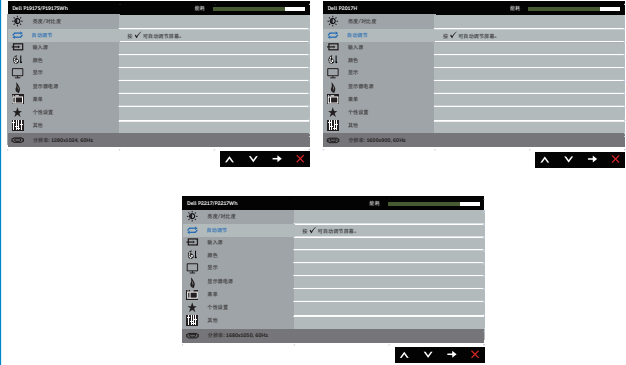 Dell P1917S/P1917SWh 能耗
亮度/对比度
自动调节 按 ✓ 可自动调节屏幕。
输入源
颜色
显示
显示器电源
菜单
个性设置
其他
分辨率: 1280x1024, 60Hz
Dell P2017H 能耗
亮度/对比度
自动调节 按 ✓ 可自动调节屏幕。
输入源
颜色
显示
显示器电源
菜单
个性设置
其他
分辨率: 1600x900, 60Hz
Dell P2217/P2217Wh 能耗
亮度/对比度
自动调节 按 ✓ 可自动调节屏幕。
输入源
颜色
显示
显示器电源
菜单
个性设置
其他
分辨率: 1680x1050, 60Hz